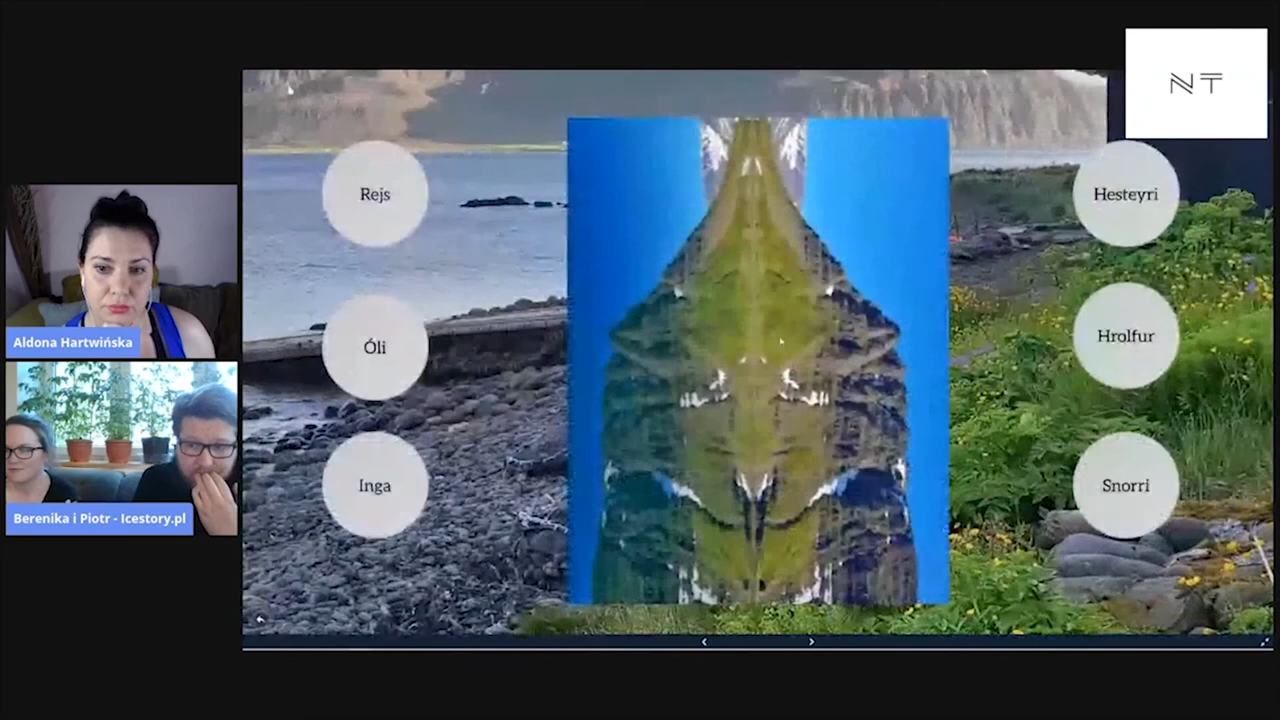 NT
Rejs
Hesteyri
Óli
Hrolfur
Inga
Snorri
Aldona Hartwińska
Berenika i Piotr - Icestory.pl